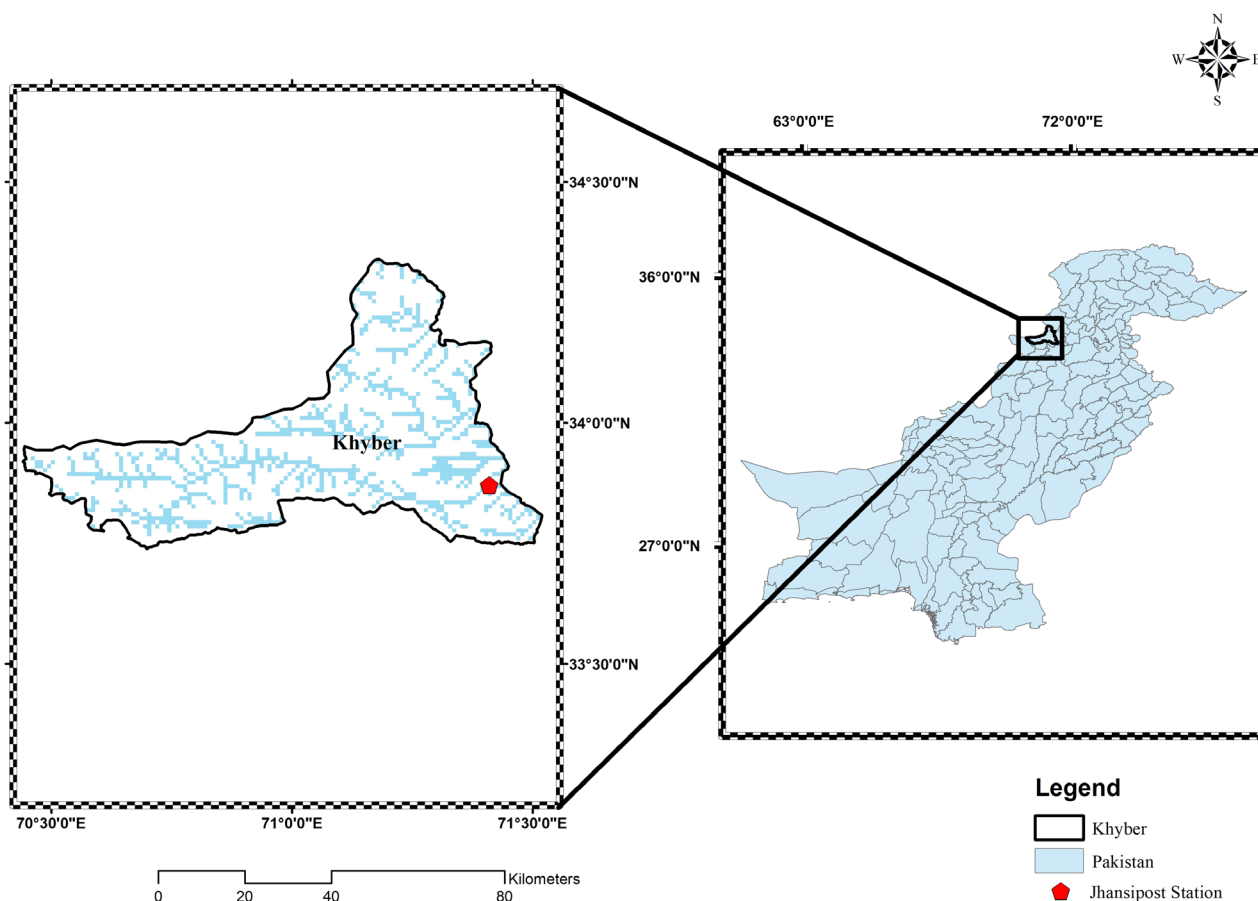 N
W E
S
63°0'0"E 72°0'0"E
34°30'0"N
36°0'0"N
34°0'0"N
Khyber
27°0'0"N
33°30'0"N
70°30'0"E 71°0'0"E 71°30'0"E
Legend
Khyber
Pakistan
Jhansipost Station
Kilometers
0 20 40 80